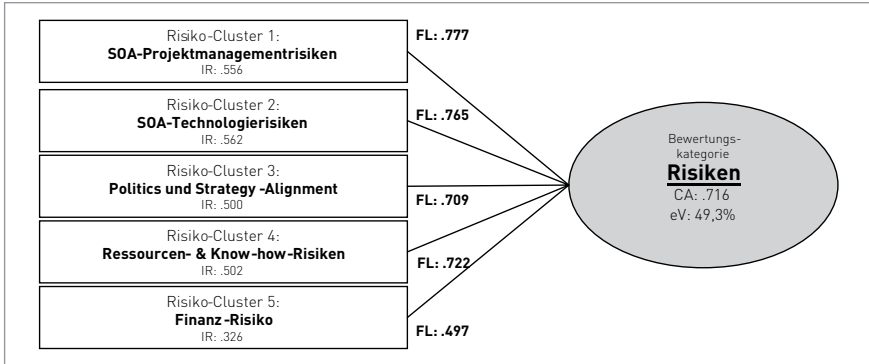 Risiko-Cluster 1:
SOA-Projektmanagementrisiken
IR: .556
FL: .777
Risiko-Cluster 2:
SOA-Technologierisiken
IR: .562
FL: .765
Risiko-Cluster 3:
Politics und Strategy -Alignment
IR: .500
FL: .709
Risiko-Cluster 4:
Ressourcen- & Know-how-Risiken
IR: .502
FL: .722
Risiko-Cluster 5:
Finanz -Risiko
IR: .326
FL: .497
Bewertungs-
kategorie
Risiken
CA: .716
eV: 49,3%